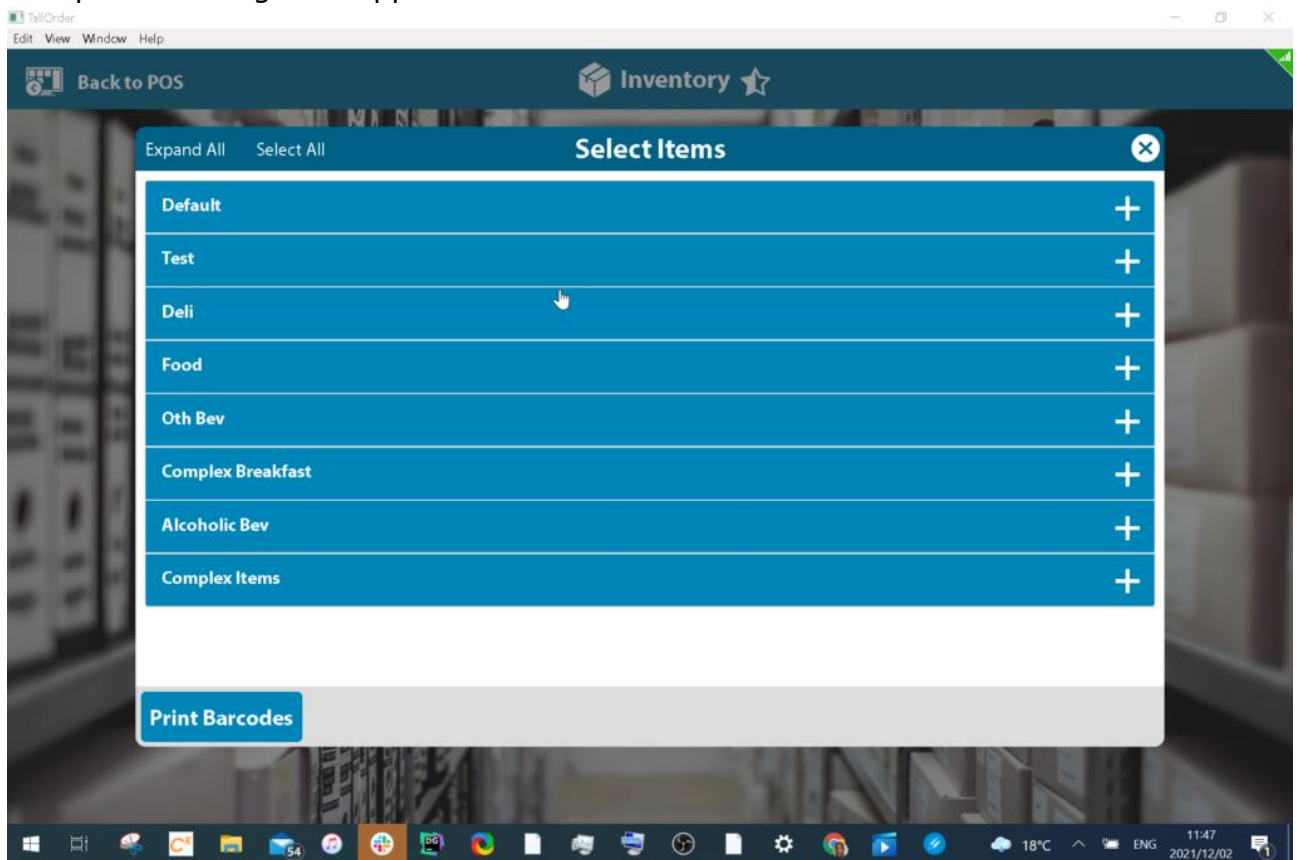 TallOrder
Edit View Window Help
Back to POS
Inventory
Expand All Select All
Select Items
Default
Test
Deli
Food
Oth Bev
Complex Breakfast
Alcoholic Bev
Complex Items
Print Barcodes
54
18°C
ENG
11:47
2021/12/02
1